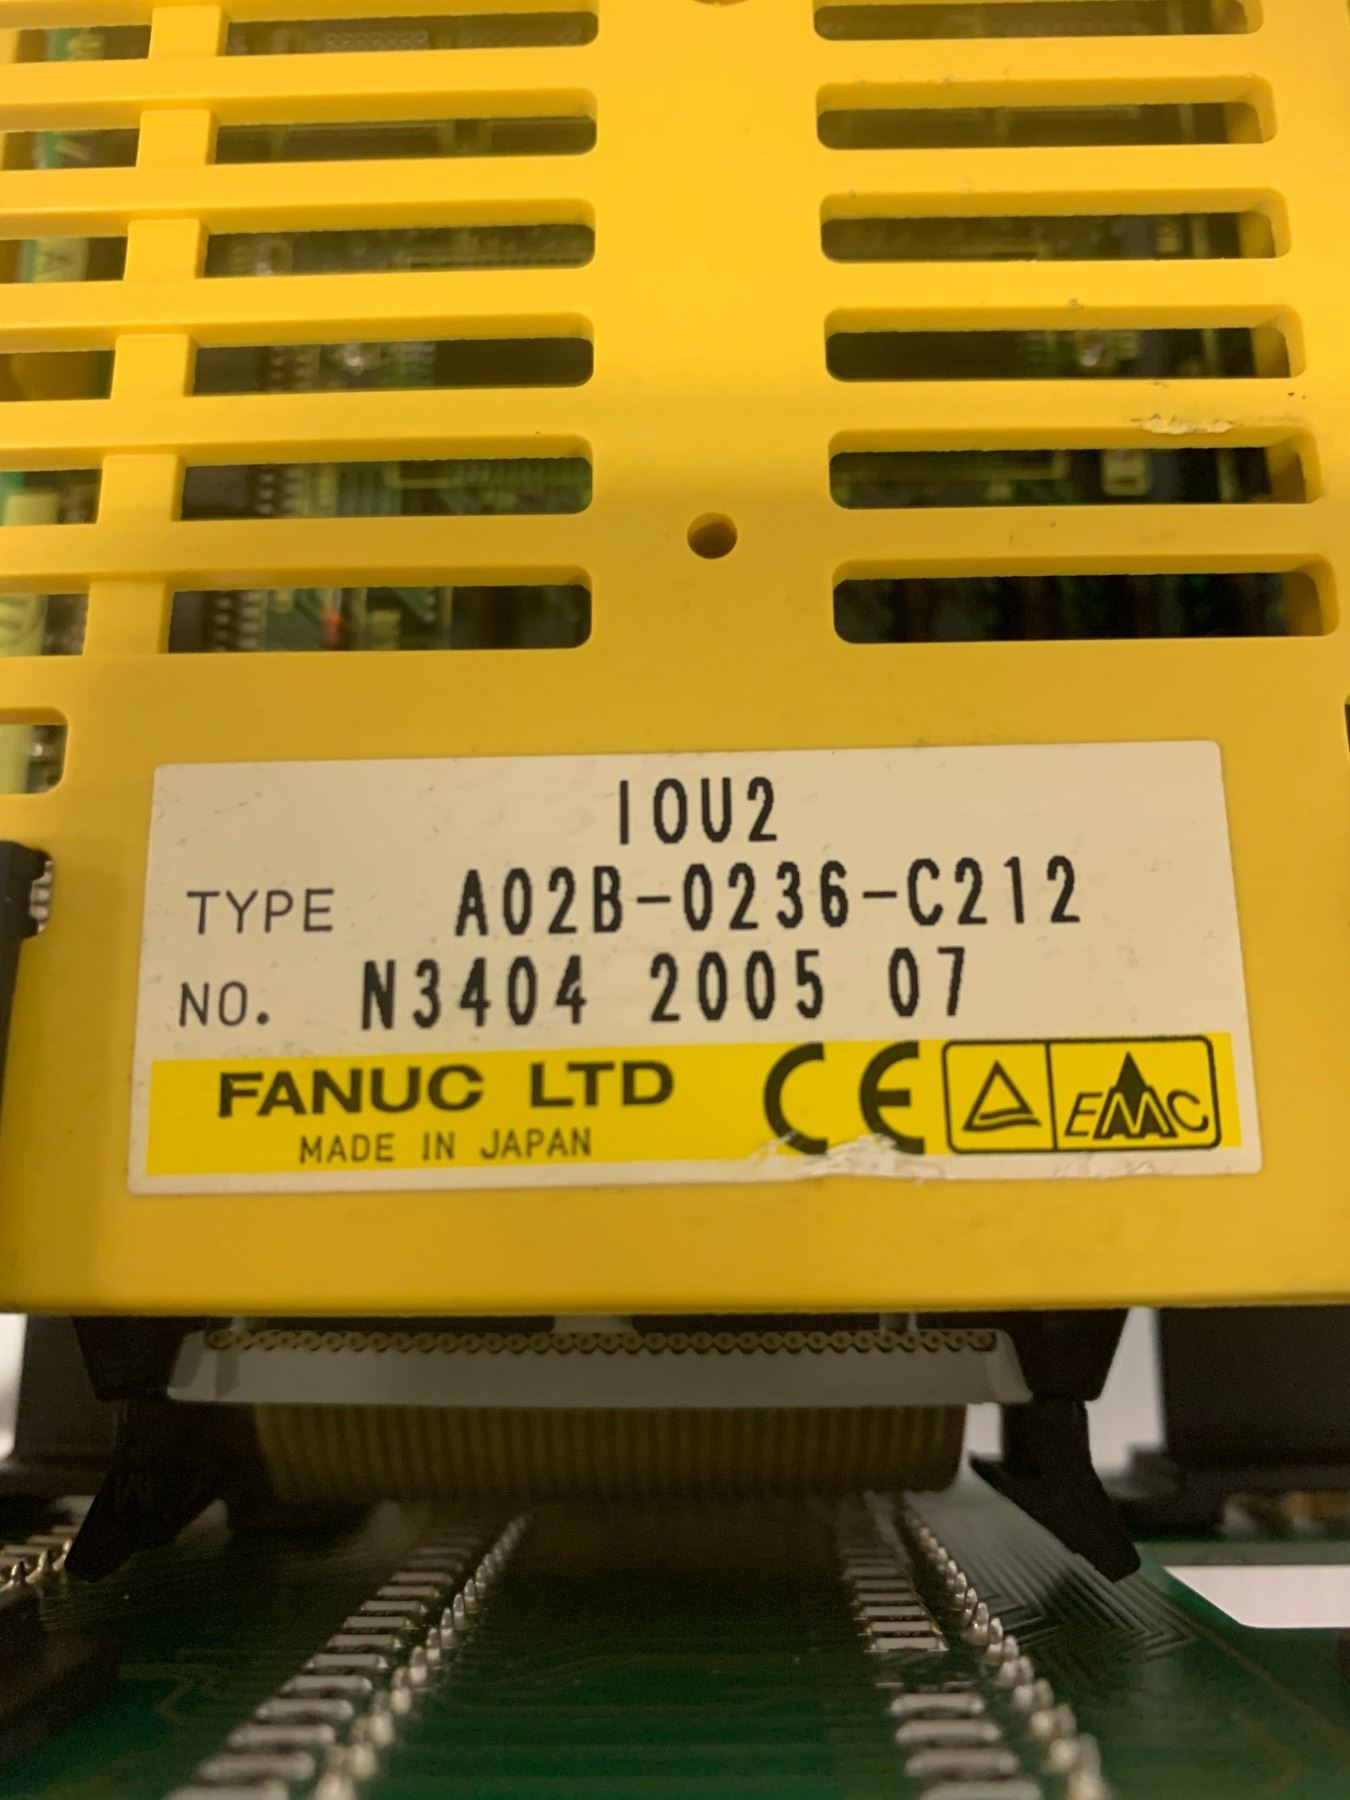 IOU2
TYPE A02B-0236-C212
NO. N3404 2005 07
FANUC LTD CE EMC
MADE IN JAPAN